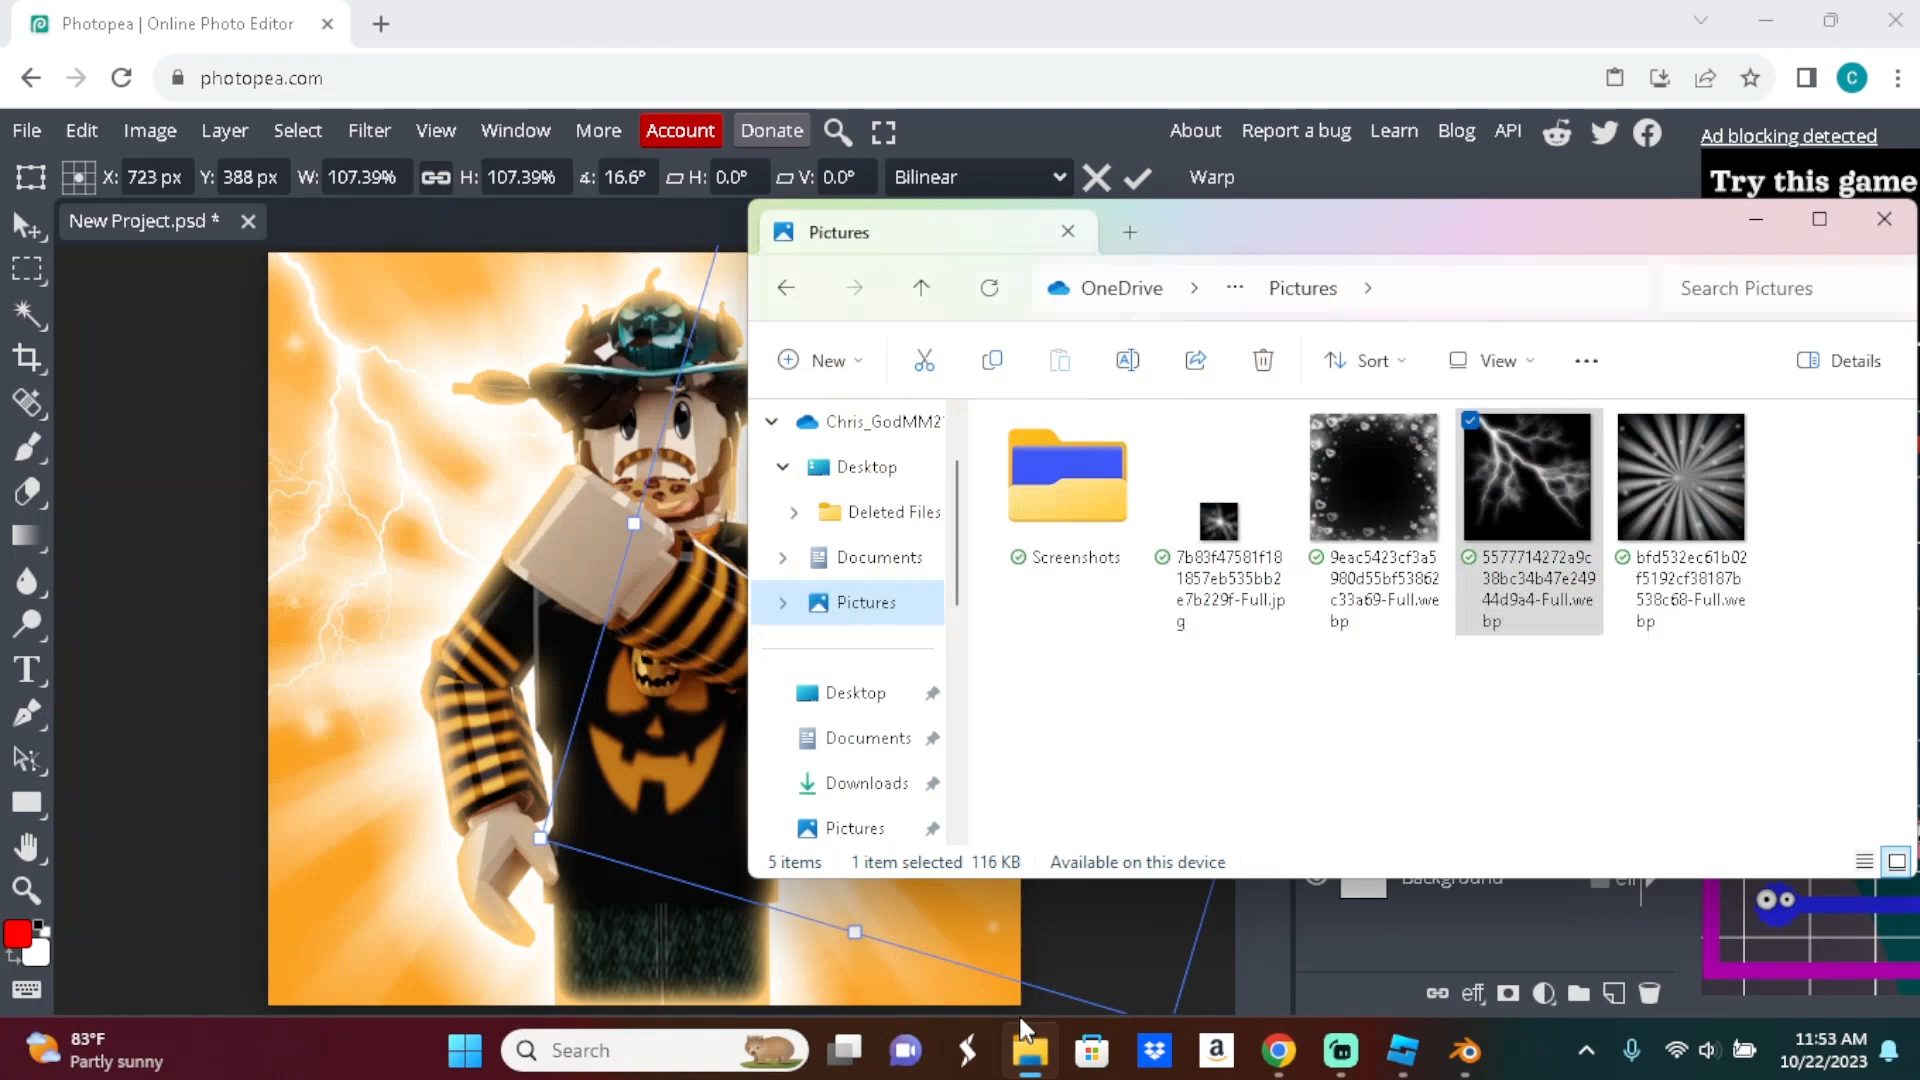 Photopea | Online Photo Editor
photopea.com
C
File Edit Image Layer Select Filter View Window More Account Donate
About Report a bug Learn Blog API
Ad blocking detected
X: 723 px Y: 388 px W: 107.39% H: 107.39% ∡: 16.6° H: 0.0° V: 0.0° Bilinear Warp
Try this game
New Project.psd *
Pictures
OneDrive > ··· Pictures >
Search Pictures
New Sort View ··· Details
Chris_GodMM2
Desktop
Deleted Files
Documents
Pictures
Desktop
Documents
Downloads
Pictures
Screenshots
7b83f47581f18
1857eb535bb2
e7b229f-Full.jp
g
9eac5423cf3a5
980d55bf53862
c33a69-Full.we
bp
5577714272a9c
38bc34b47e249
44d9a4-Full.we
bp
bfd532ec61b02
f5192cf38187b
538c68-Full.we
bp
5 items 1 item selected 116 KB Available on this device
Background
eff
T
83°F
Partly sunny
Search
a
11:53 AM
10/22/2023